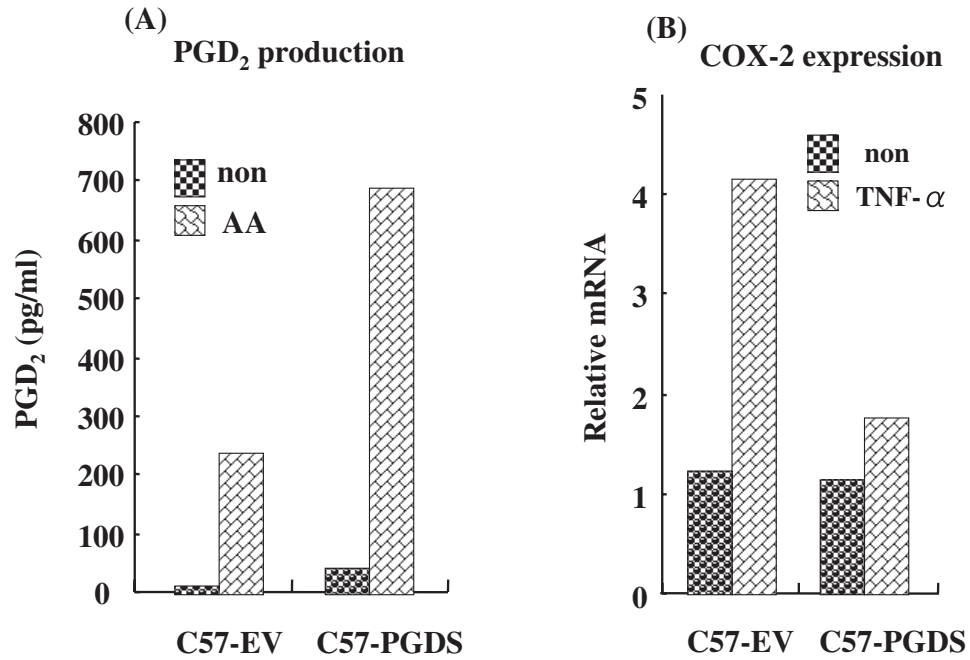 (A)
PGD₂ production
800
700
600
500
400
300
200
100
0
PGD₂ (pg/ml)
non
AA
C57-EV C57-PGDS
(B)
COX-2 expression
5
4
3
2
1
0
Relative mRNA
non
TNF-α
C57-EV C57-PGDS